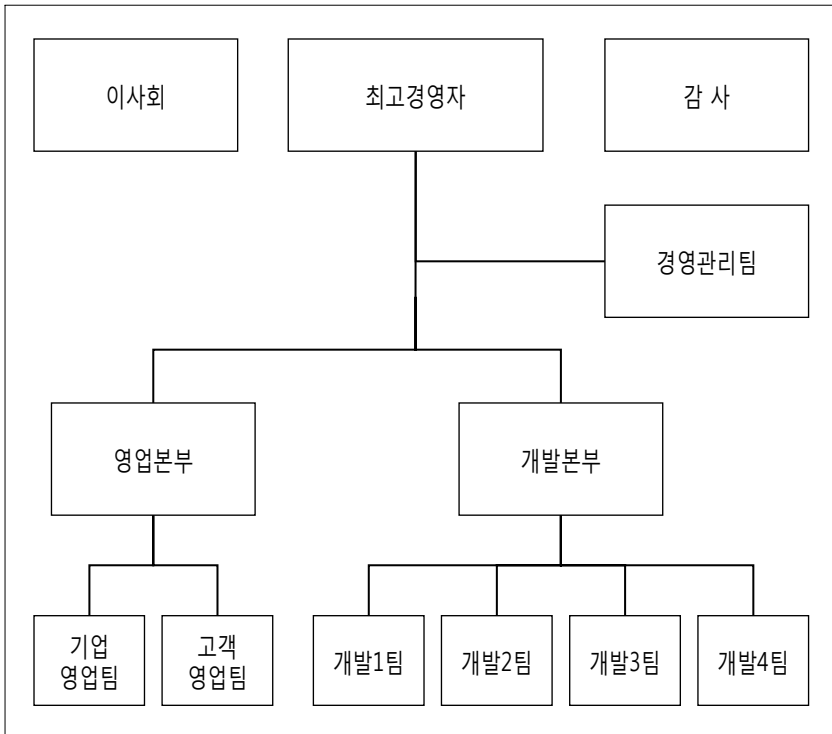 이사회
최고경영자
감 사
경영관리팀
영업본부
개발본부
기업
영업팀
고객
영업팀
개발1팀
개발2팀
개발3팀
개발4팀